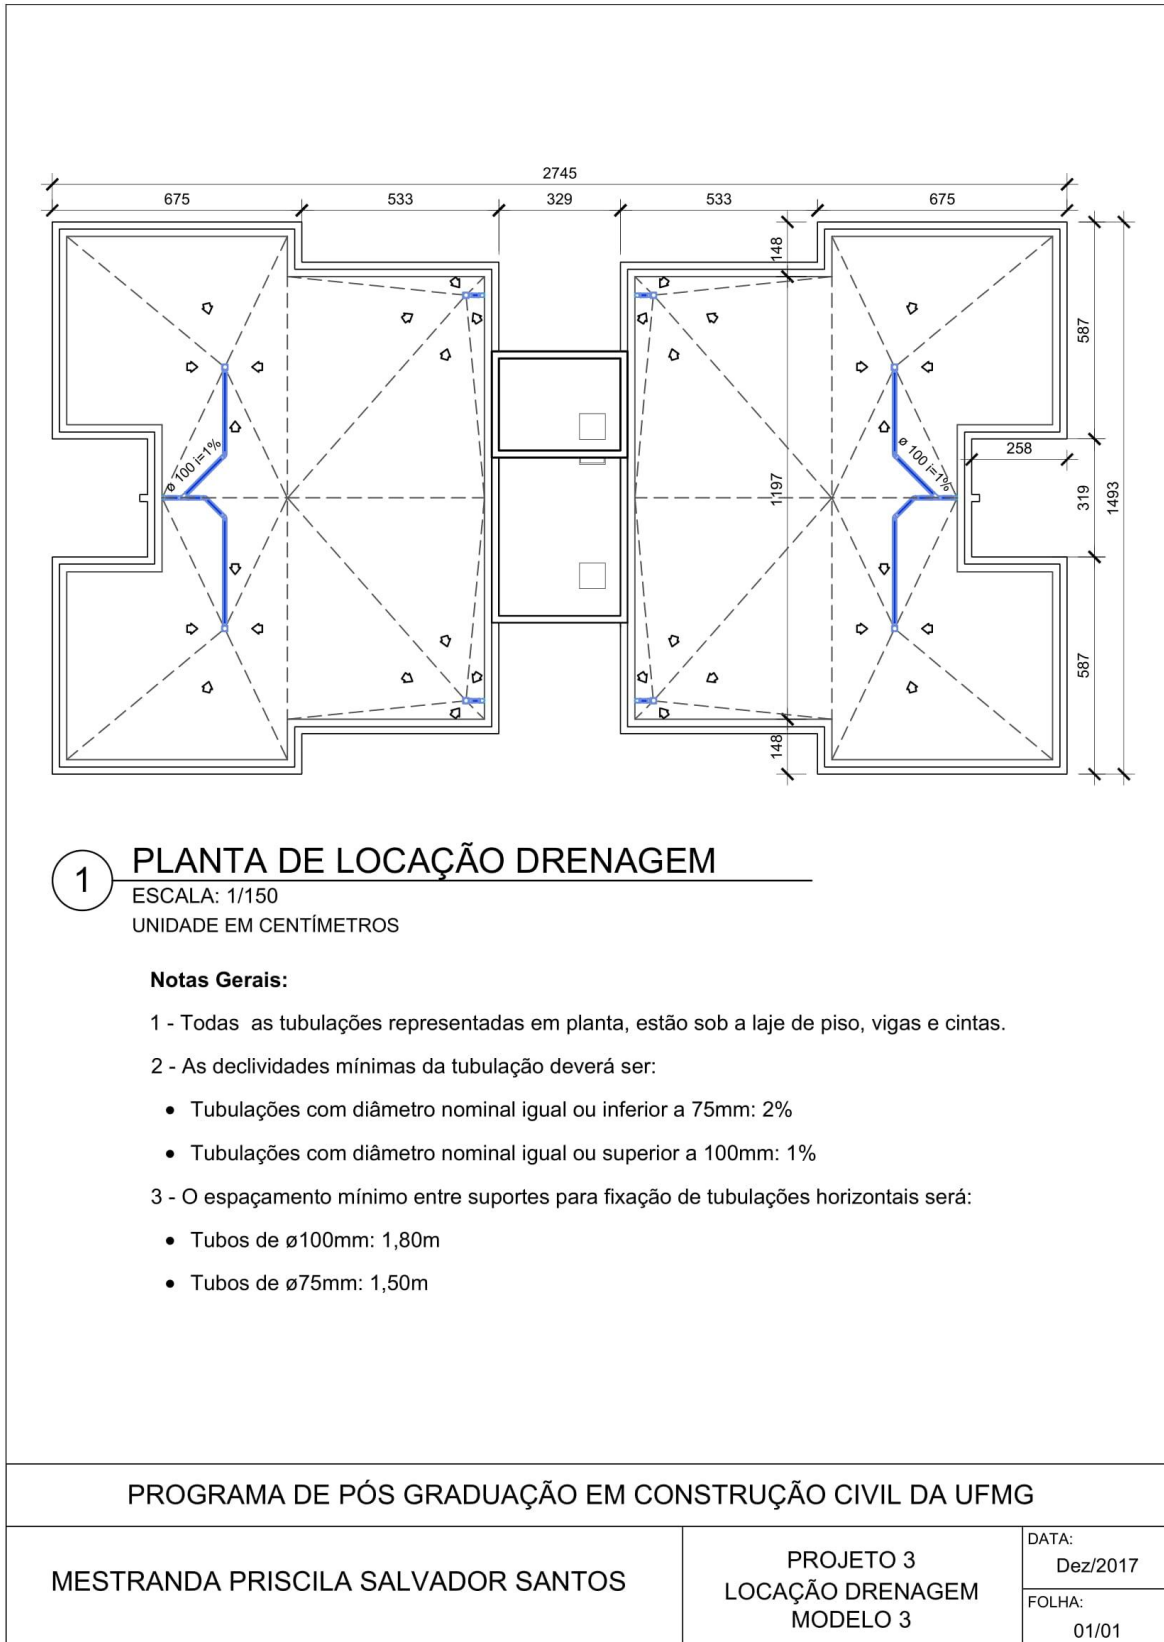 2745
675 533 329 533 675
148
587
ø 100 i=1%
ø 100 i=1%
258
1197
319
1493
587
148
1 PLANTA DE LOCAÇÃO DRENAGEM
ESCALA: 1/150
UNIDADE EM CENTÍMETROS
Notas Gerais:
1 - Todas as tubulações representadas em planta, estão sob a laje de piso, vigas e cintas.
2 - As declividades mínimas da tubulação deverá ser:
• Tubulações com diâmetro nominal igual ou inferior a 75mm: 2%
• Tubulações com diâmetro nominal igual ou superior a 100mm: 1%
3 - O espaçamento mínimo entre suportes para fixação de tubulações horizontais será:
• Tubos de ø100mm: 1,80m
• Tubos de ø75mm: 1,50m
PROGRAMA DE PÓS GRADUAÇÃO EM CONSTRUÇÃO CIVIL DA UFMG
MESTRANDA PRISCILA SALVADOR SANTOS
PROJETO 3
LOCAÇÃO DRENAGEM
MODELO 3
DATA:
Dez/2017
FOLHA:
01/01